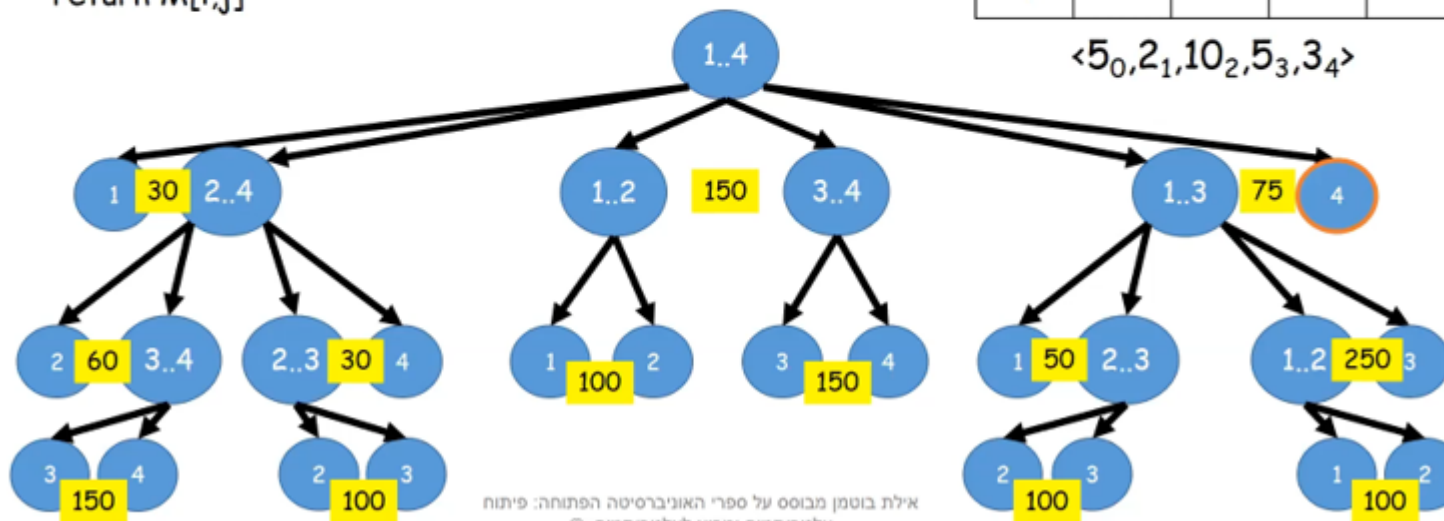 return M[i,j]
<5₀,2₁,10₂,5₃,3₄>
1..4
1 30 2..4
1..2 150 3..4
1..3 75 4
2 60 3..4
2..3 30 4
1 100 2
3 150 4
1 50 2..3
1..2 250 3
3 150 4
2 100 3
2 100 3
1 100 2
אילת בוטמן מבוסס על ספרי האוניברסיטה הפתוחה: פיתוח